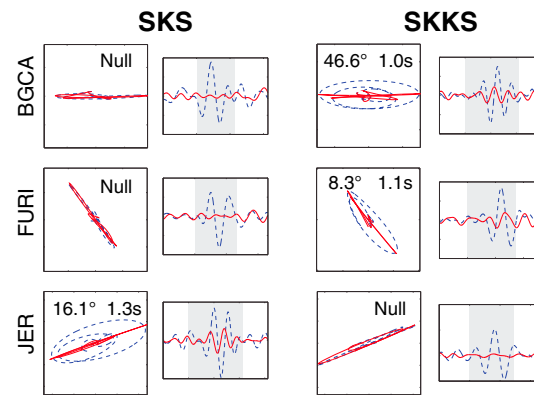 SKS SKKS
BGCA Null 46.6° 1.0s
FURI Null 8.3° 1.1s
JER 16.1° 1.3s Null